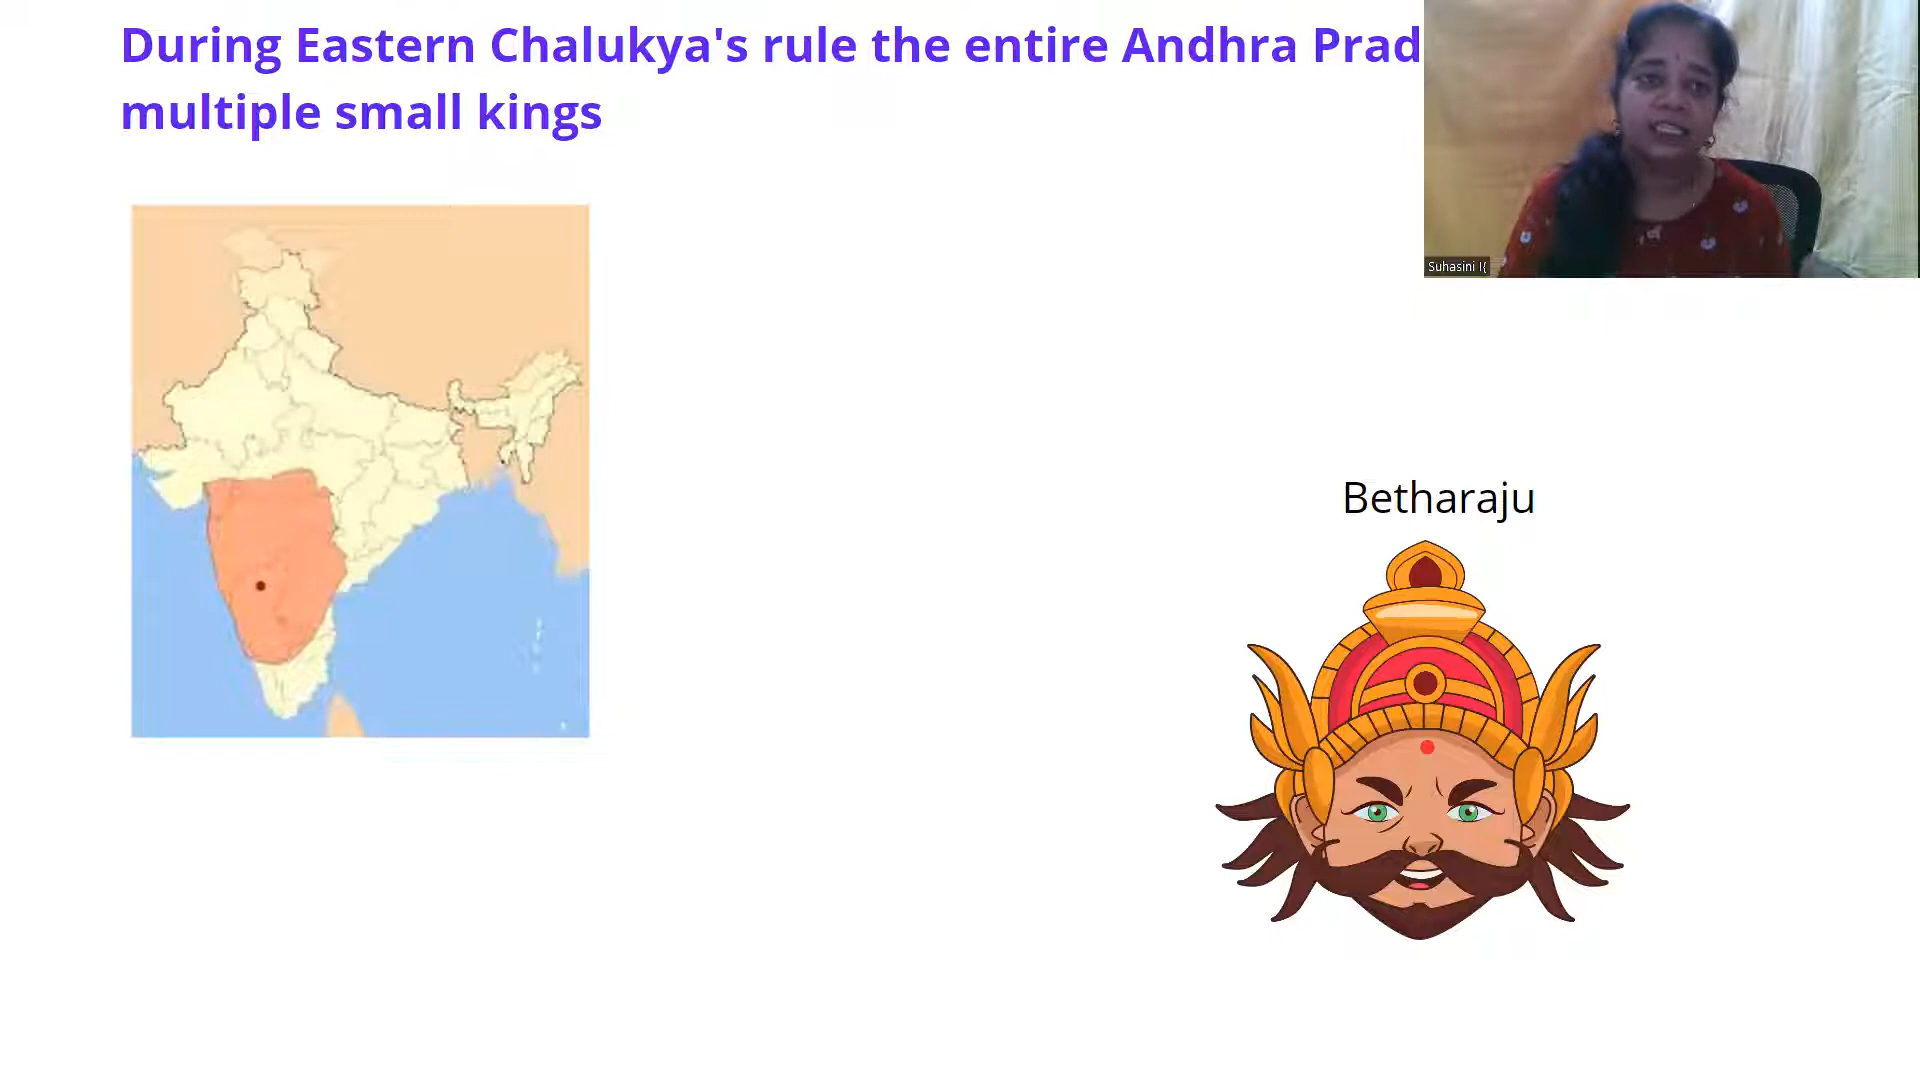 During Eastern Chalukya's rule the entire Andhra Prad
multiple small kings
Suhasini
Betharaju